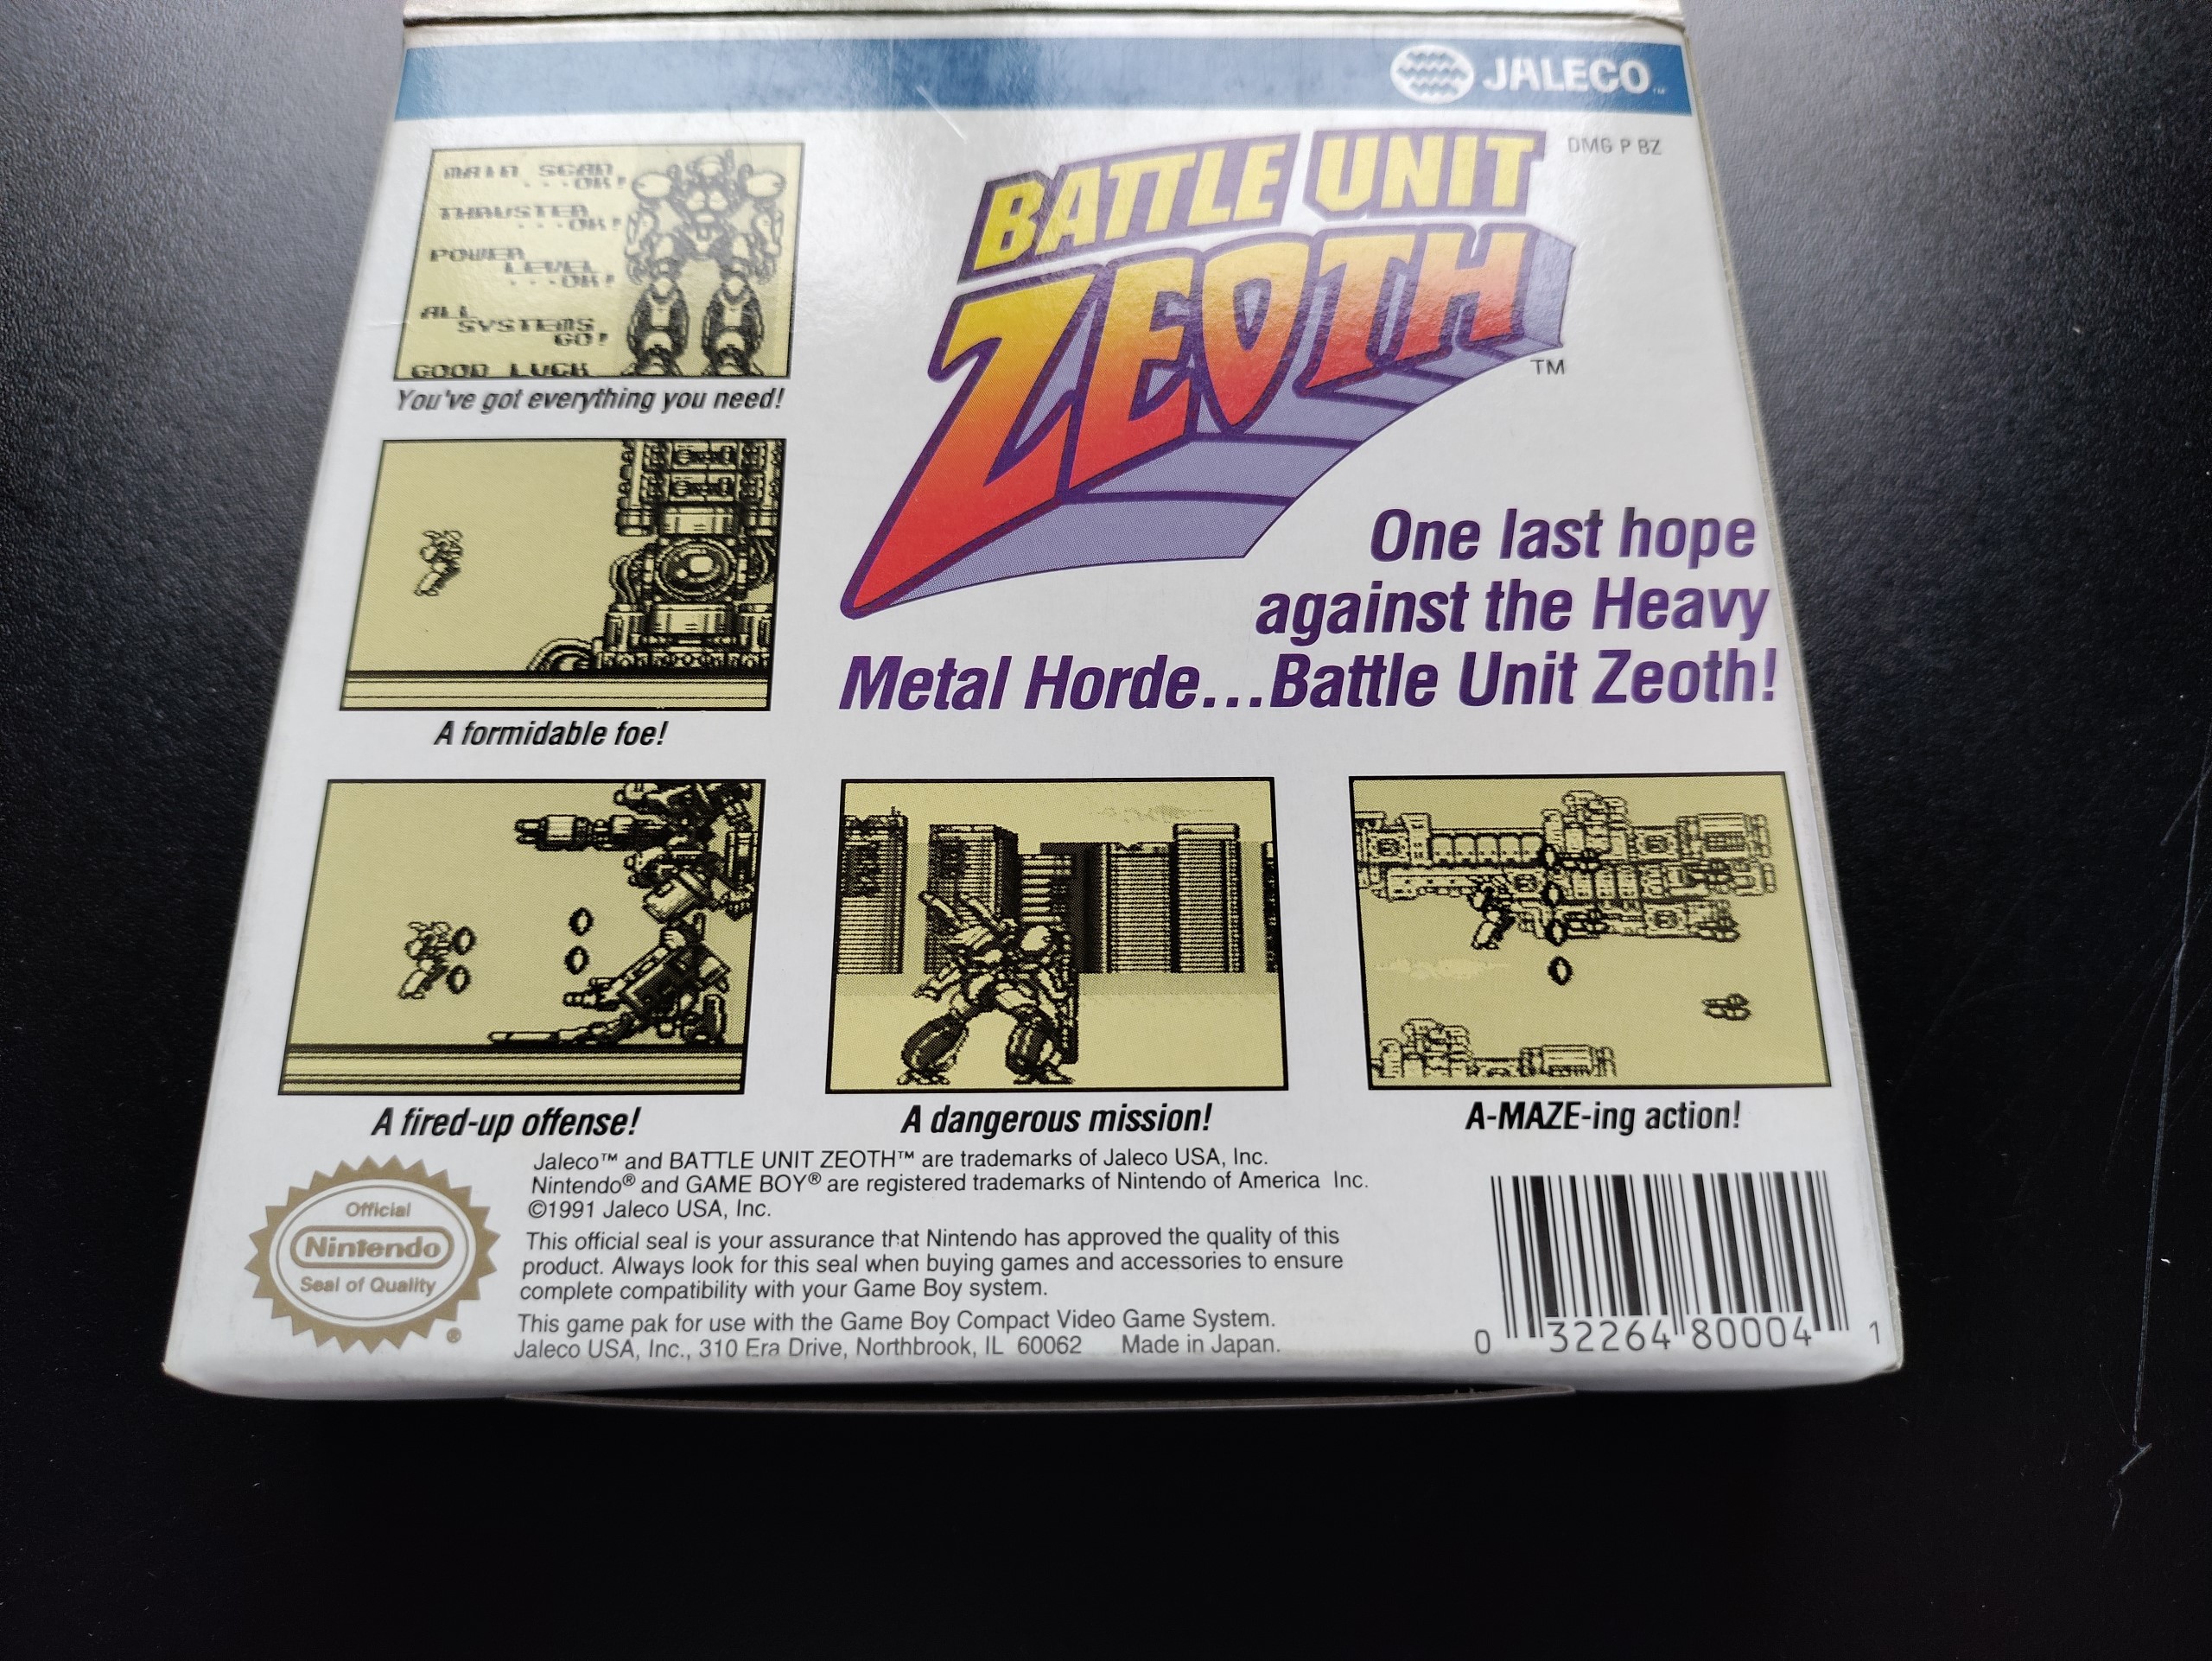 JALECO™
DMG P BZ
BATTLE UNIT
ZEOTH
TM
MAIN SCAN
...OK!
THRUSTER
...OK!
POWER
LEVEL
...OK!
ALL
SYSTEMS
GO!
GOOD LUCK
You've got everything you need!
One last hope
against the Heavy
Metal Horde...Battle Unit Zeoth!
A formidable foe!
A fired-up offense!
A dangerous mission!
A-MAZE-ing action!
Jaleco™ and BATTLE UNIT ZEOTH™ are trademarks of Jaleco USA, Inc.
Nintendo® and GAME BOY® are registered trademarks of Nintendo of America Inc.
©1991 Jaleco USA, Inc.
This official seal is your assurance that Nintendo has approved the quality of this
product. Always look for this seal when buying games and accessories to ensure
complete compatibility with your Game Boy system.
This game pak for use with the Game Boy Compact Video Game System.
Jaleco USA, Inc., 310 Era Drive, Northbrook, IL 60062 Made in Japan.
Official
Nintendo
Seal of Quality
®
0 32264 80004 1